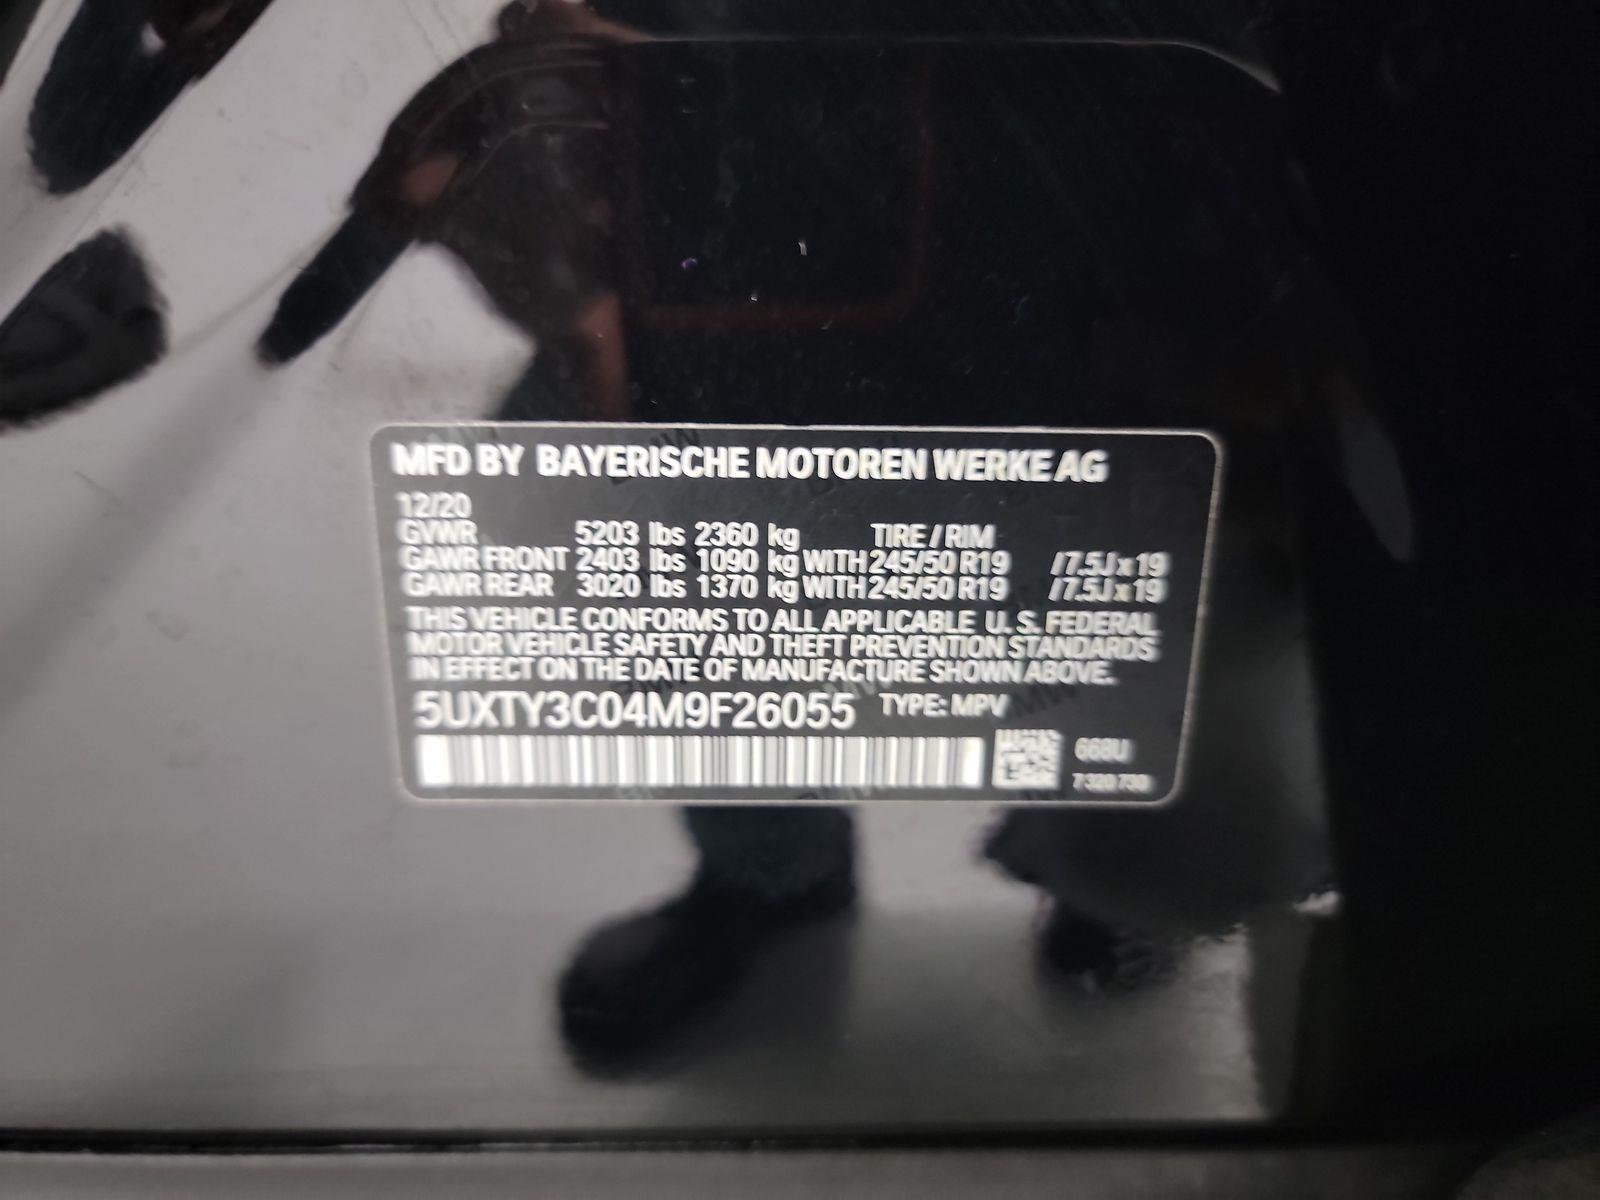 MFD BY BAYERISCHE MOTOREN WERKE AG
12/20
GVWR 5203 lbs 2360 kg TIRE / RIM
GAWR FRONT 2403 lbs 1090 kg WITH 245/50 R19 /7.5J x 19
GAWR REAR 3020 lbs 1370 kg WITH 245/50 R19 /7.5J x 19
THIS VEHICLE CONFORMS TO ALL APPLICABLE U. S. FEDERAL
MOTOR VEHICLE SAFETY AND THEFT PREVENTION STANDARDS
IN EFFECT ON THE DATE OF MANUFACTURE SHOWN ABOVE.
5UXTY3C04M9F26055 TYPE: MPV
668U